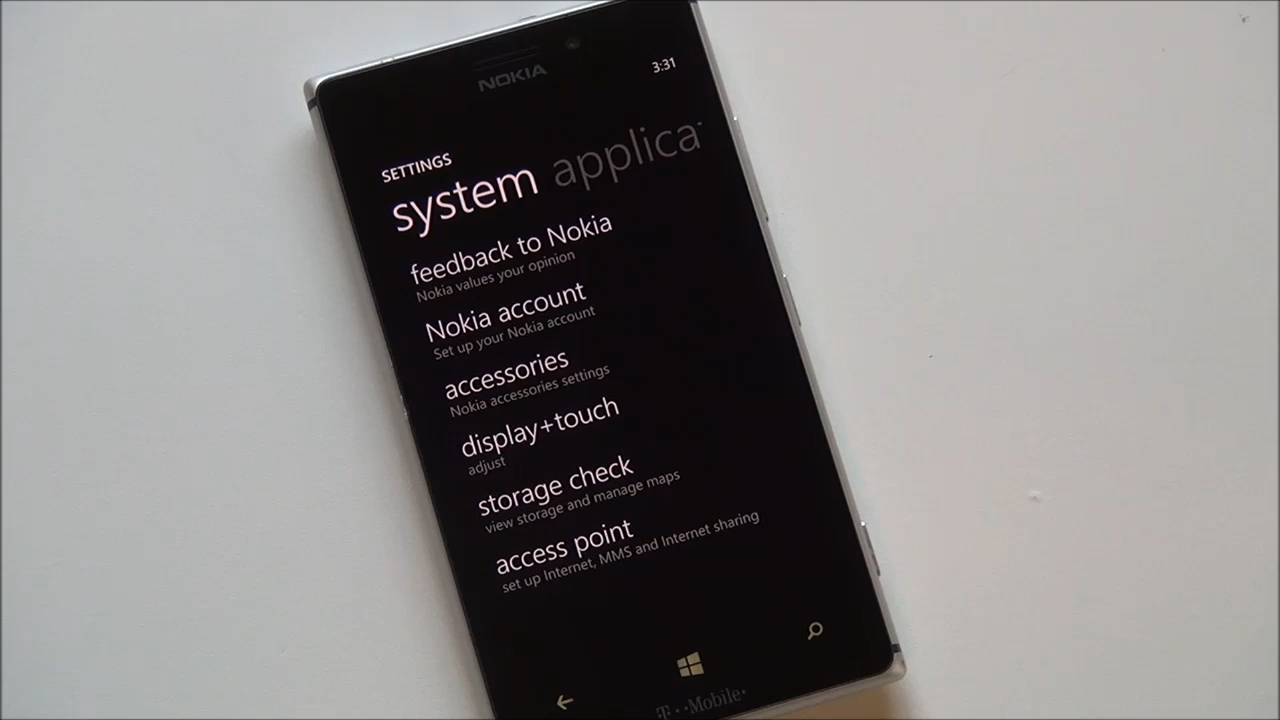 NOKIA
3:31
SETTINGS
system applica
feedback to Nokia
Nokia values your opinion
Nokia account
Set up your Nokia account
accessories
Nokia accessories settings
display+touch
adjust
storage check
view storage and manage maps
access point
set up Internet, MMS and Internet sharing
T··Mobile·